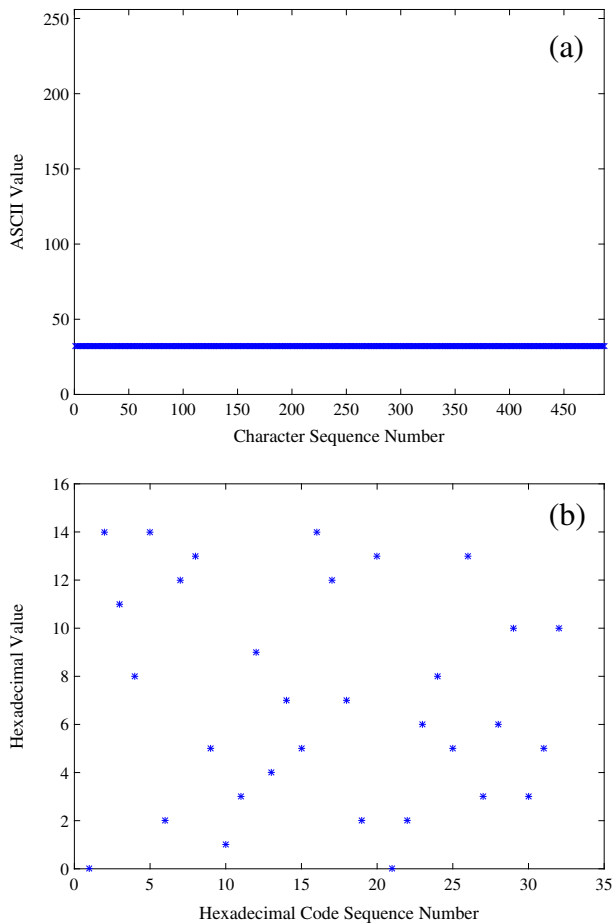 250
200
150
100
50
0
ASCII Value
(a)
0 50 100 150 200 250 300 350 400 450
Character Sequence Number
16
14
12
10
8
6
4
2
0
Hexadecimal Value
(b)
0 5 10 15 20 25 30 35
Hexadecimal Code Sequence Number